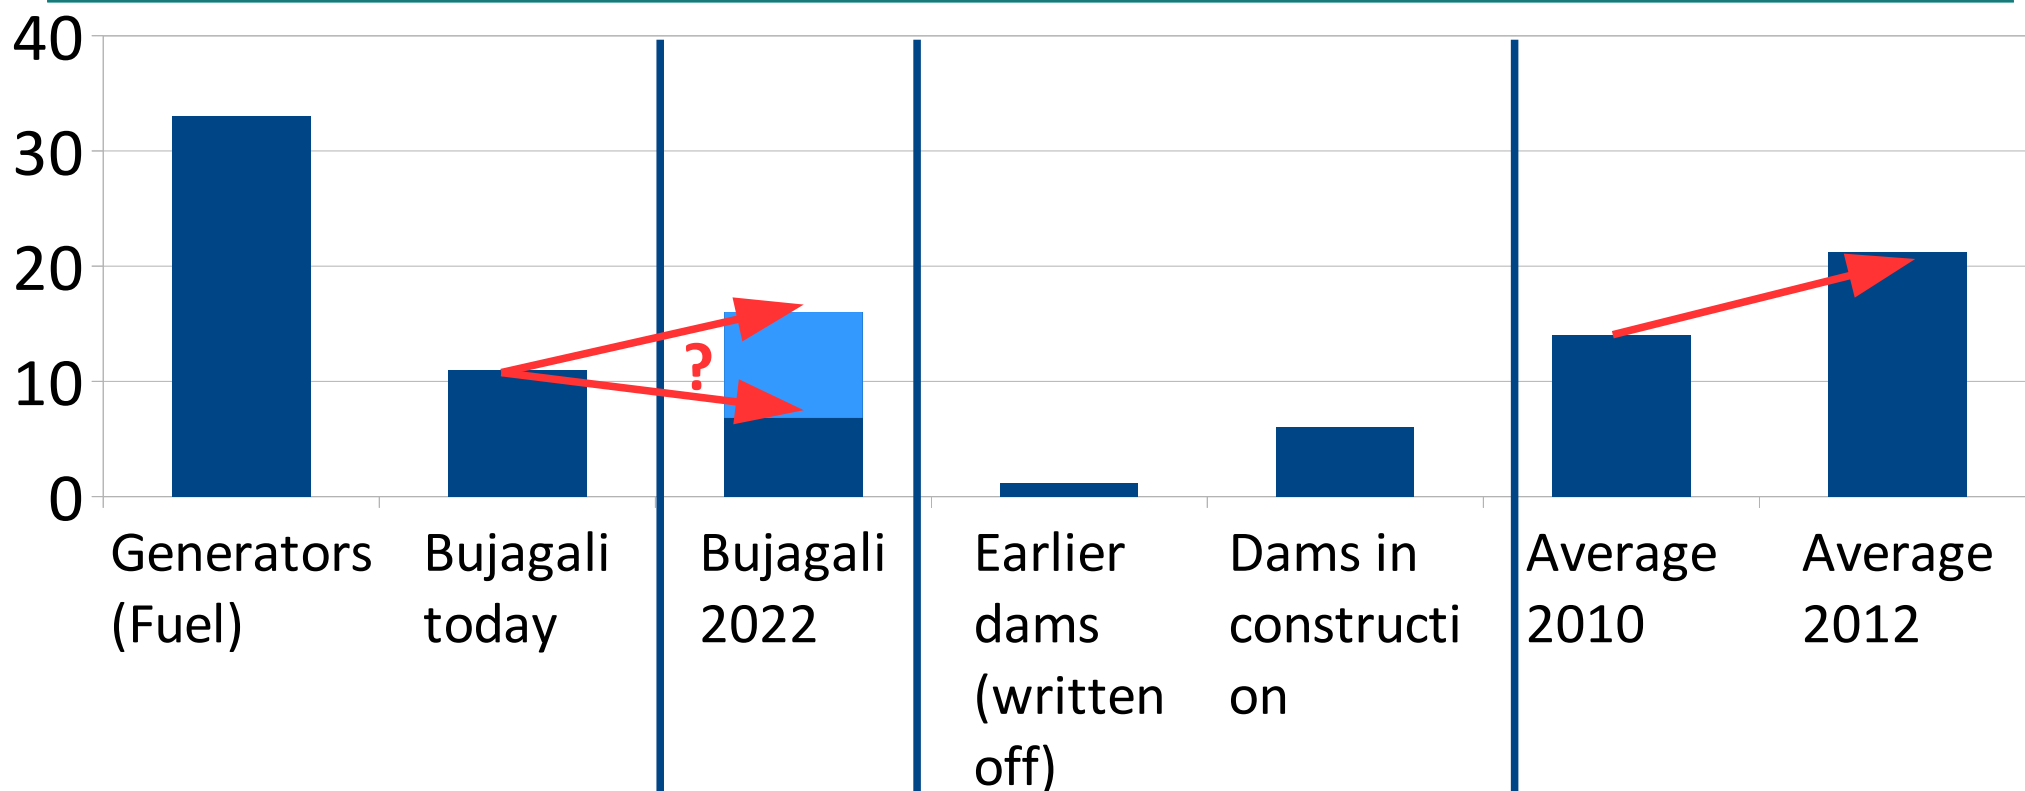 40
30
20
10
0
?
Generators
(Fuel)
Bujagali
today
Bujagali
2022
Earlier
dams
(written
off)
Dams in
constructi
on
Average
2010
Average
2012